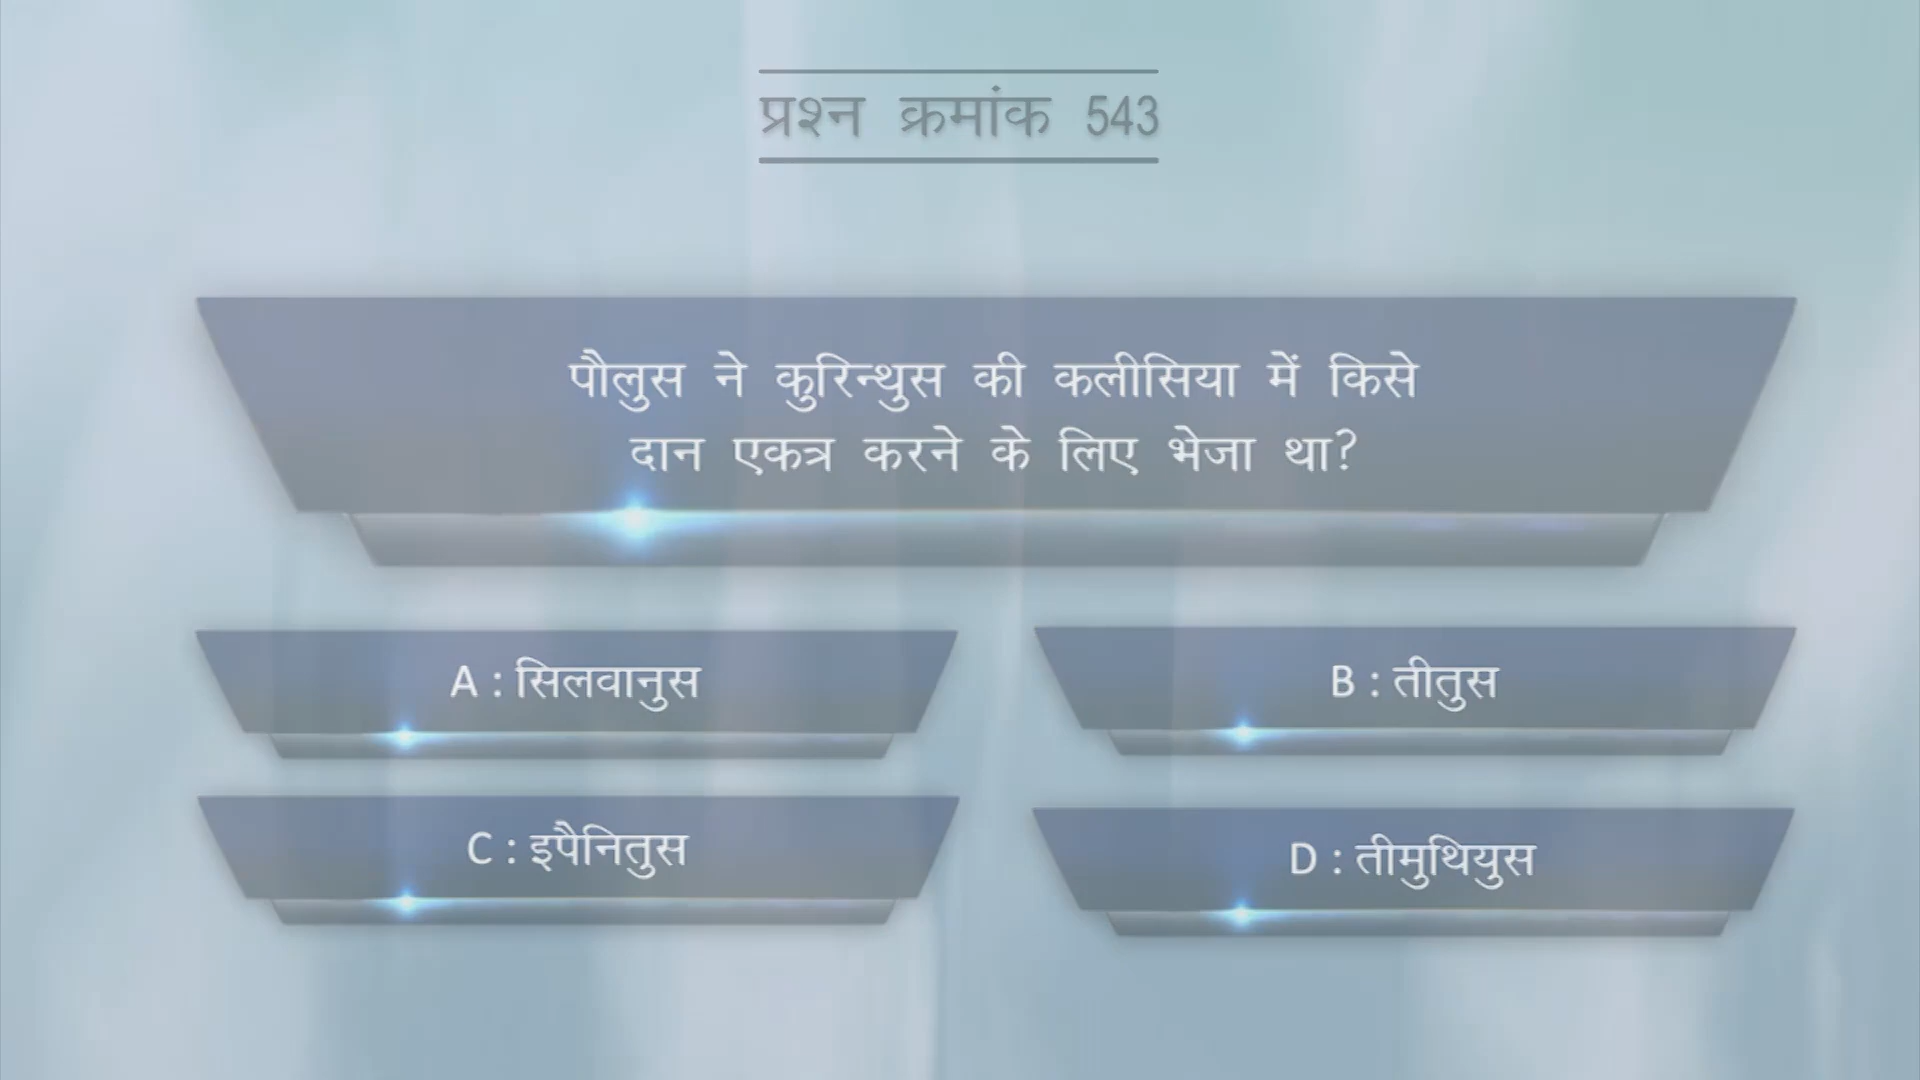 प्रश्न क्रमांक 543
पौलुस ने कुरिन्थुस की कलीसिया में किसे
दान एकत्र करने के लिए भेजा था?
A : सिलवानुस
B : तीतुस
C : इपैनितुस
D : तीमुथियुस